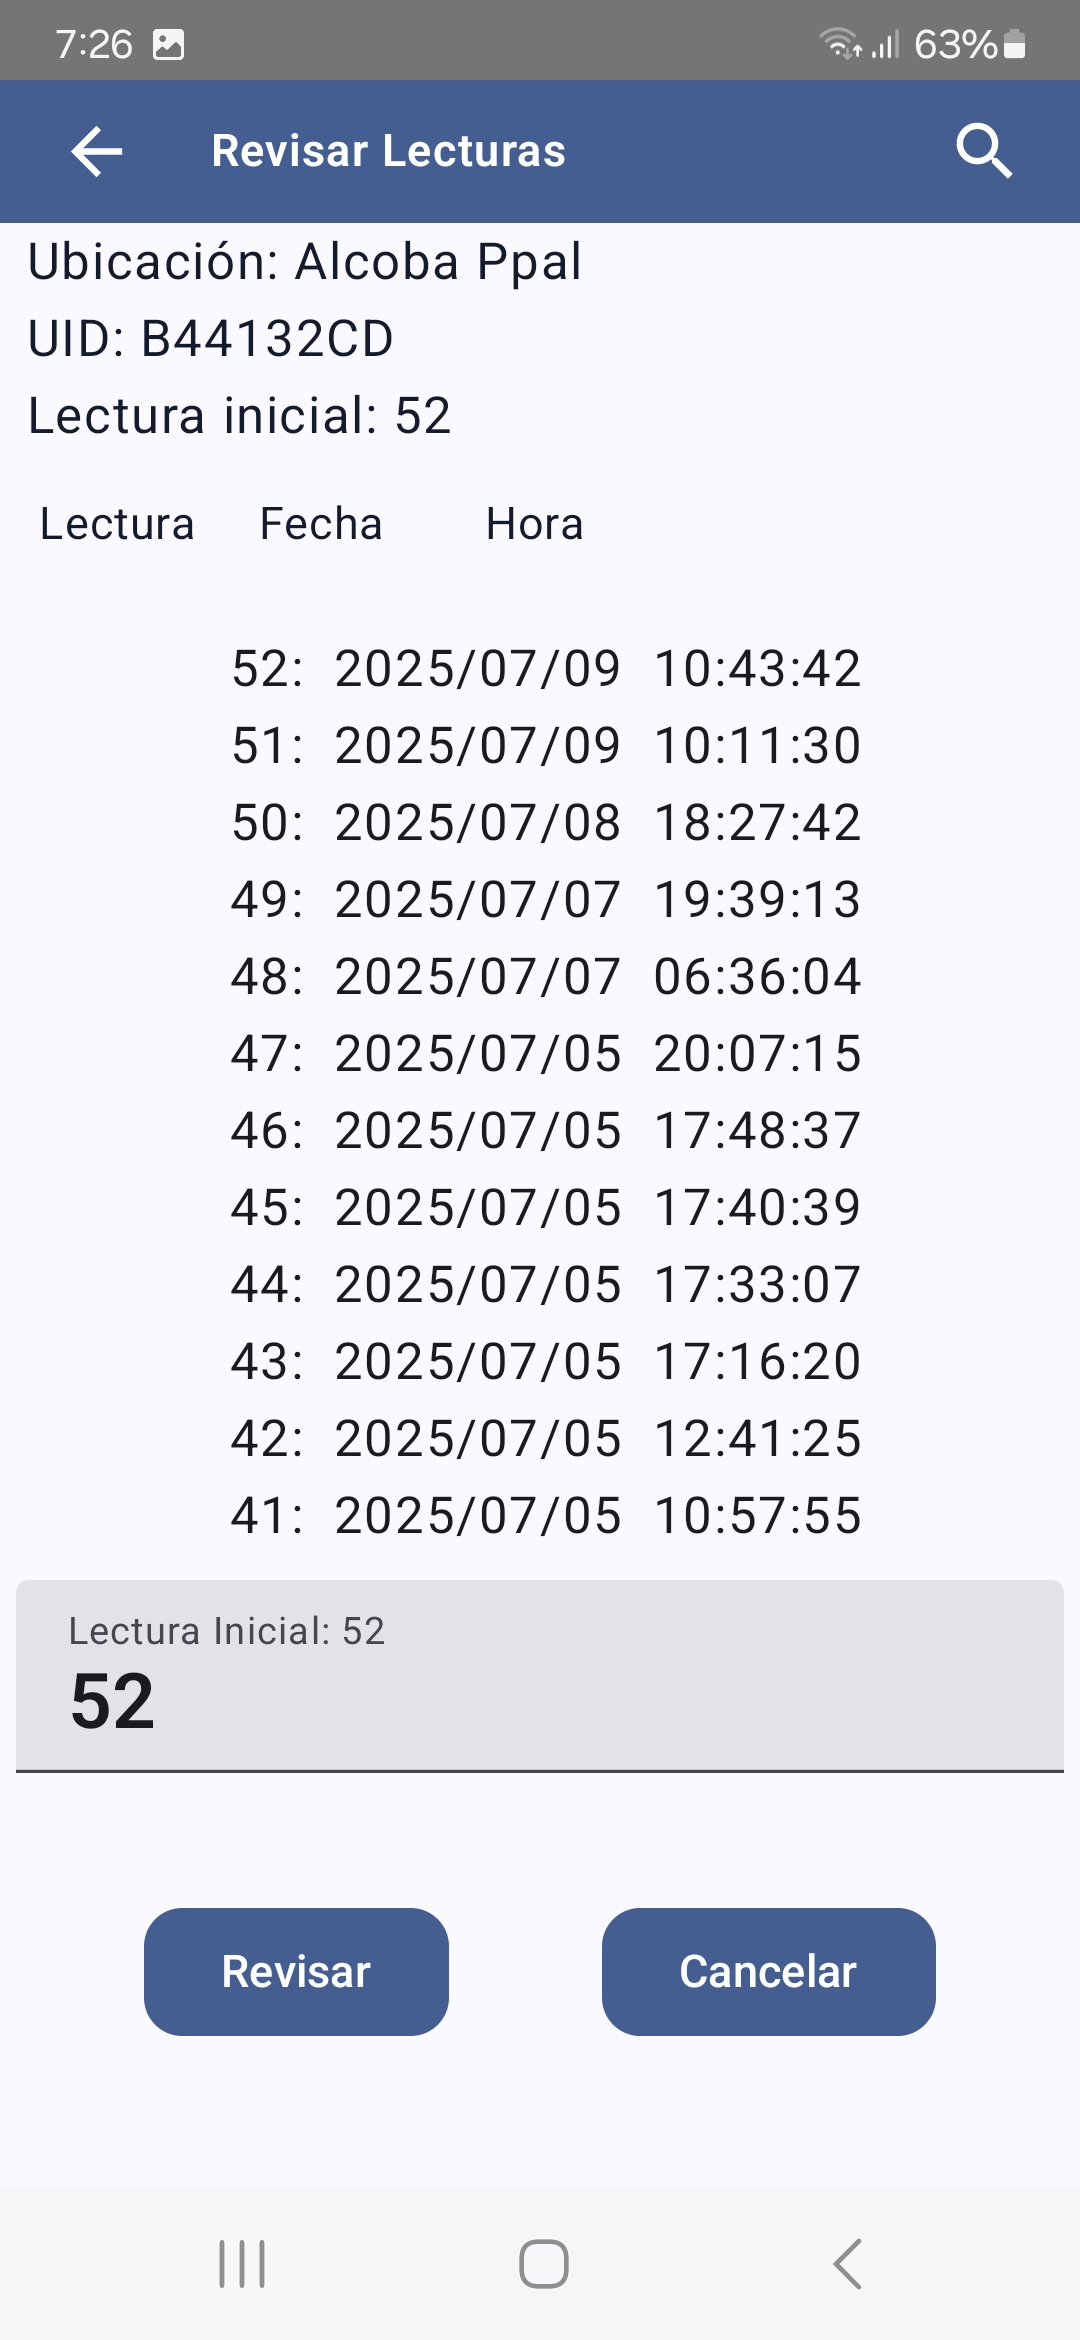 7:26 63%
Revisar Lecturas
Ubicación: Alcoba Ppal
UID: B44132CD
Lectura inicial: 52
Lectura Fecha Hora
52: 2025/07/09 10:43:42
51: 2025/07/09 10:11:30
50: 2025/07/08 18:27:42
49: 2025/07/07 19:39:13
48: 2025/07/07 06:36:04
47: 2025/07/05 20:07:15
46: 2025/07/05 17:48:37
45: 2025/07/05 17:40:39
44: 2025/07/05 17:33:07
43: 2025/07/05 17:16:20
42: 2025/07/05 12:41:25
41: 2025/07/05 10:57:55
Lectura Inicial: 52
52
Revisar Cancelar